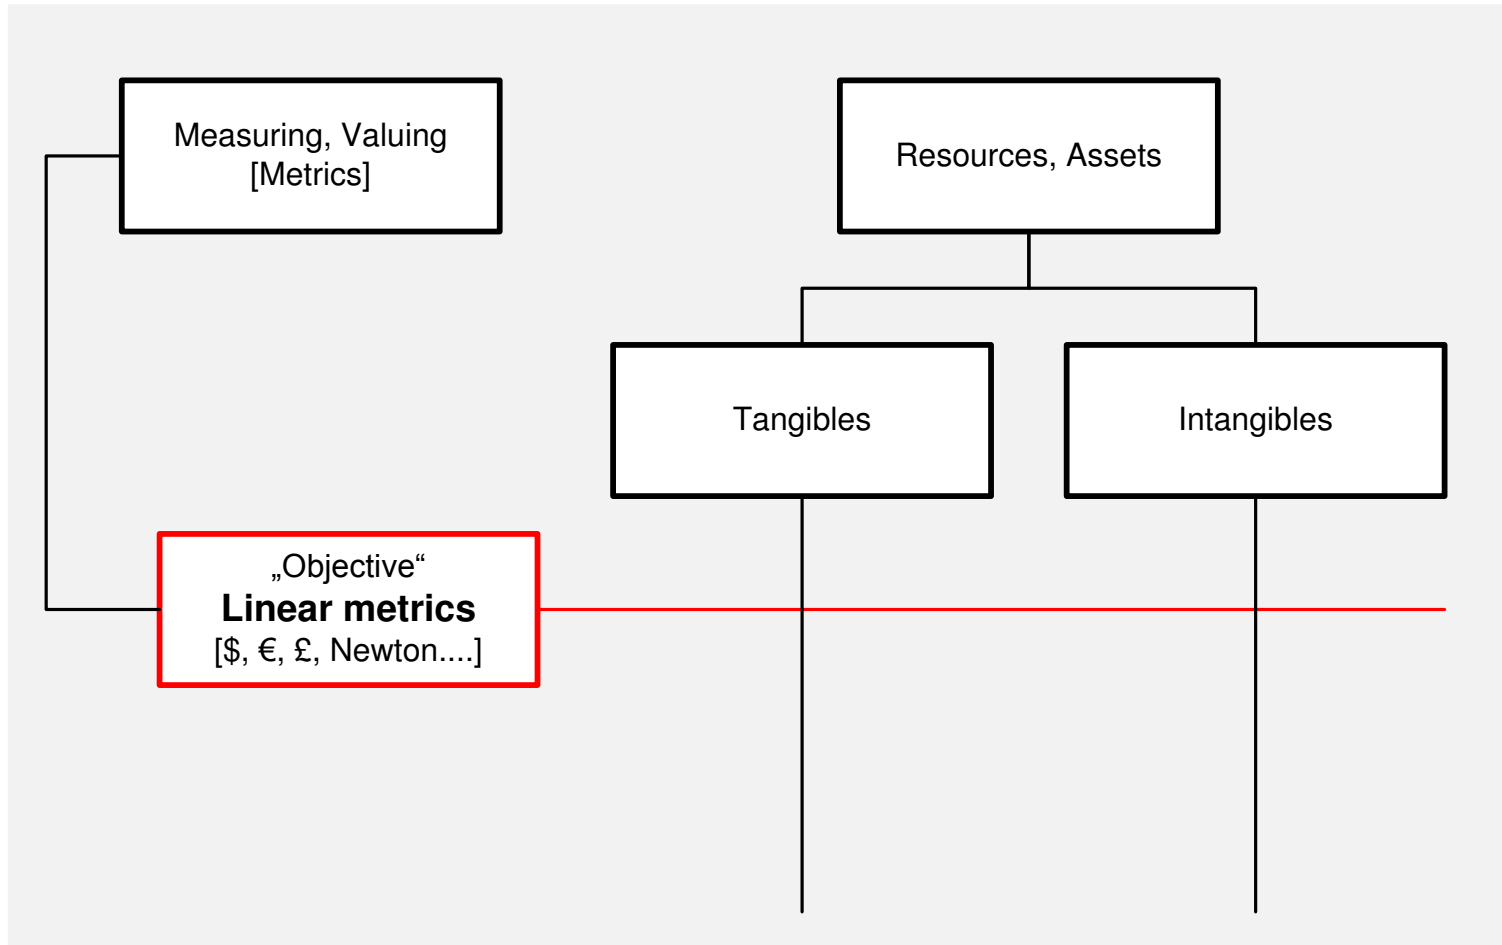 Measuring, Valuing
[Metrics]
Resources, Assets
Tangibles
Intangibles
„Objective“
Linear metrics
[$, €, £, Newton....]